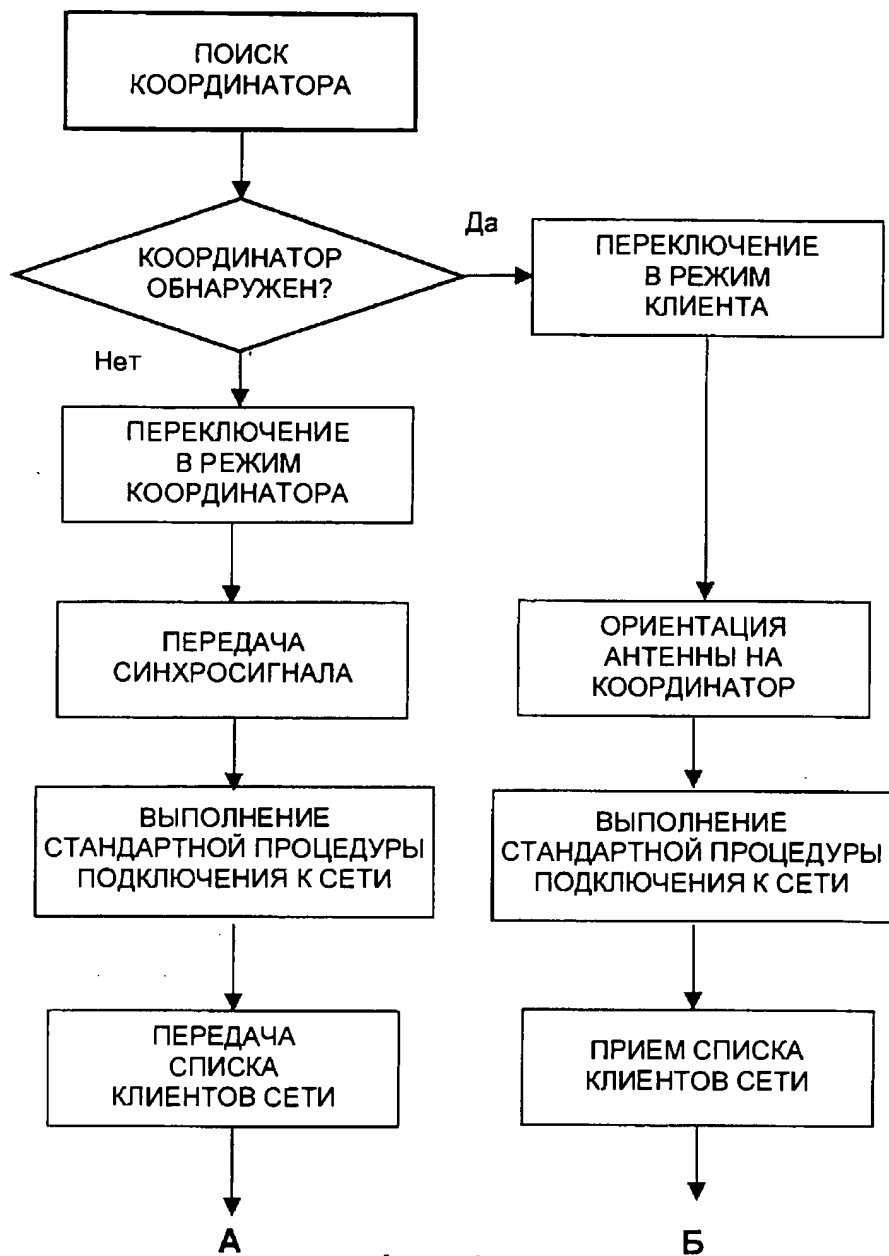 ПОИСК
КООРДИНАТОРА
КООРДИНАТОР
ОБНАРУЖЕН?
Да
ПЕРЕКЛЮЧЕНИЕ
В РЕЖИМ
КЛИЕНТА
Нет
ПЕРЕКЛЮЧЕНИЕ
В РЕЖИМ
КООРДИНАТОРА
ПЕРЕДАЧА
СИНХРОСИГНАЛА
ОРИЕНТАЦИЯ
АНТЕННЫ НА
КООРДИНАТОР
ВЫПОЛНЕНИЕ
СТАНДАРТНОЙ ПРОЦЕДУРЫ
ПОДКЛЮЧЕНИЯ К СЕТИ
ВЫПОЛНЕНИЕ
СТАНДАРТНОЙ ПРОЦЕДУРЫ
ПОДКЛЮЧЕНИЯ К СЕТИ
ПЕРЕДАЧА
СПИСКА
КЛИЕНТОВ СЕТИ
ПРИЕМ СПИСКА
КЛИЕНТОВ СЕТИ
А
Б